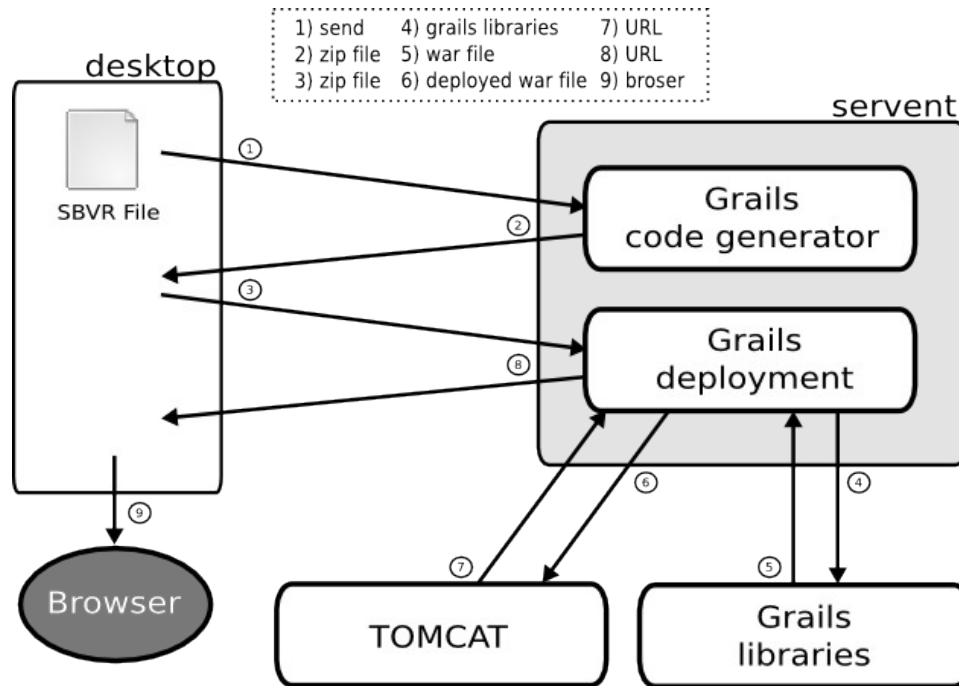 1) send 4) grails libraries 7) URL
2) zip file 5) war file 8) URL
3) zip file 6) deployed war file 9) broser
desktop
servent
SBVR File
1
Grails
code generator
2
3
Grails
deployment
8
6
4
9
7
5
Browser
TOMCAT
Grails
libraries